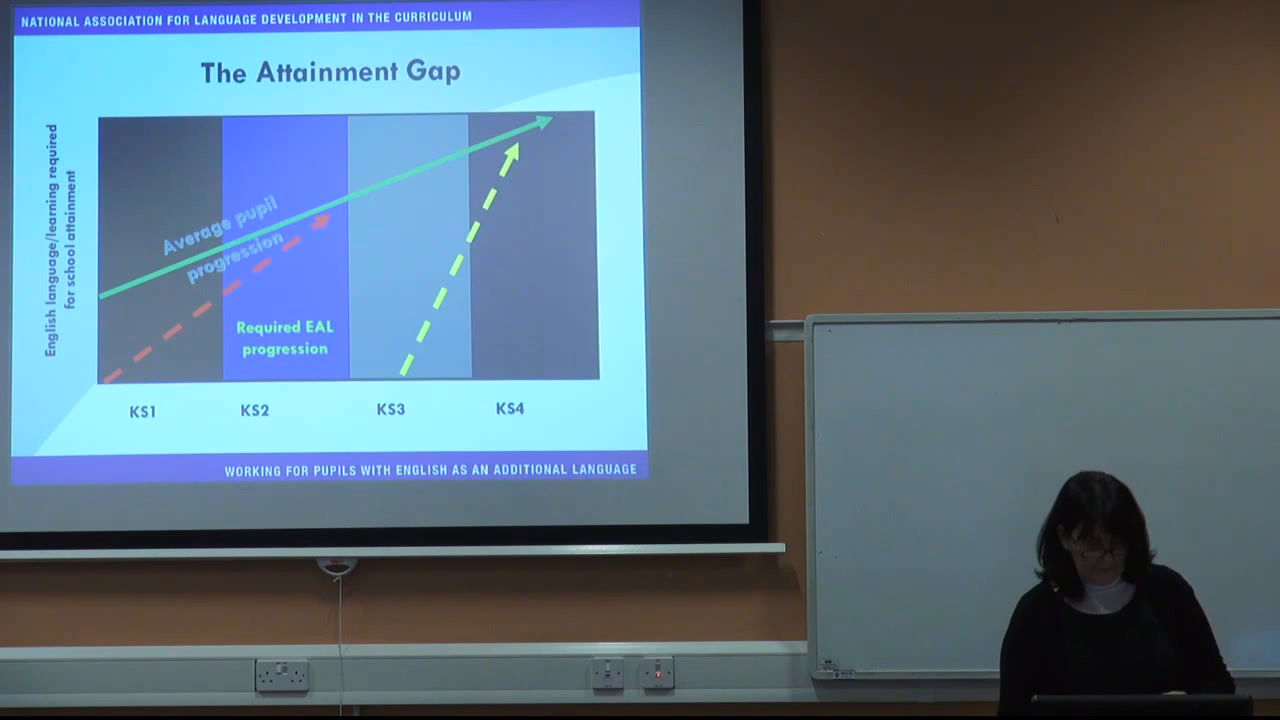 NATIONAL ASSOCIATION FOR LANGUAGE DEVELOPMENT IN THE CURRICULUM
The Attainment Gap
English language/learning required
for school attainment
Average pupil
progression
Required EAL
progression
KS1 KS2 KS3 KS4
WORKING FOR PUPILS WITH ENGLISH AS AN ADDITIONAL LANGUAGE